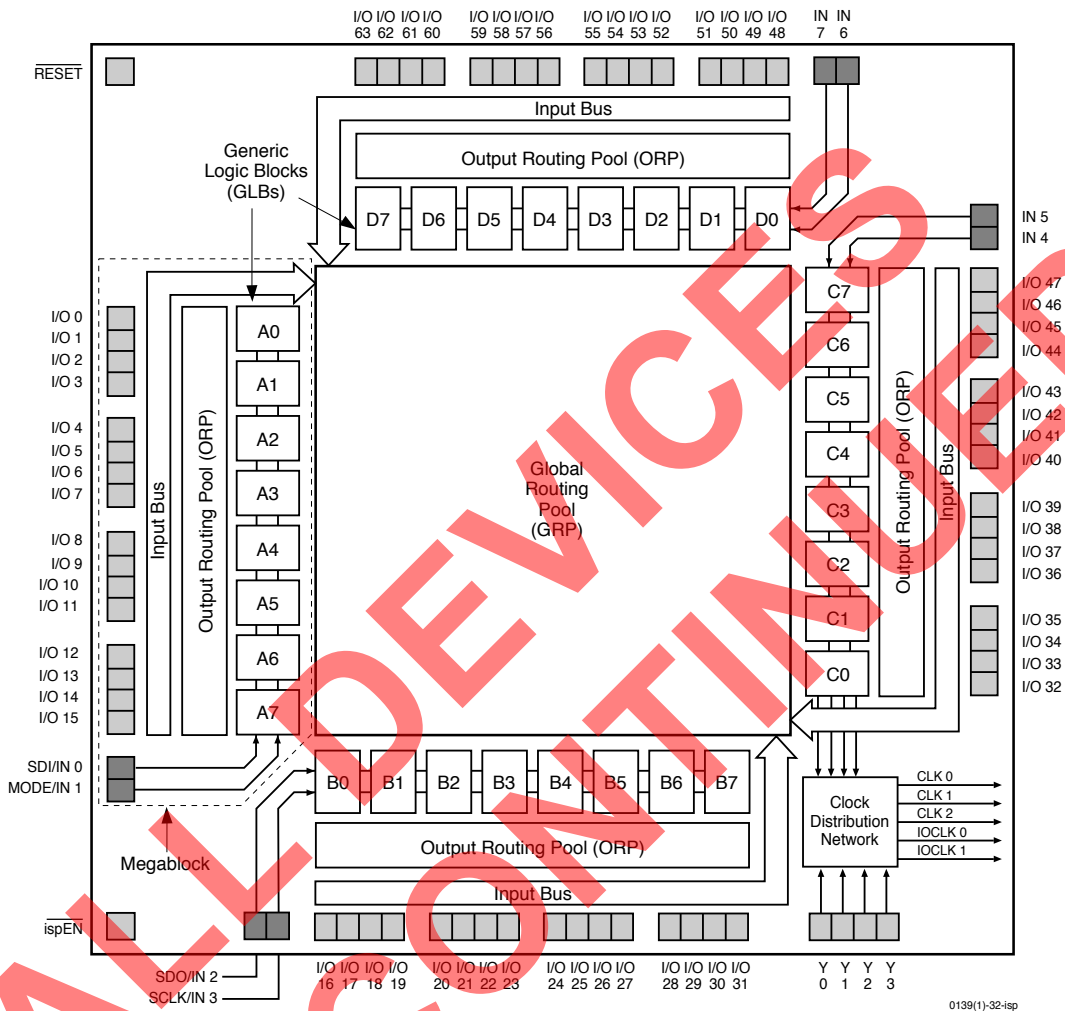 I/O I/O I/O I/O
63 62 61 60
I/O I/O I/O I/O
59 58 57 56
I/O I/O I/O I/O
55 54 53 52
I/O I/O I/O I/O
51 50 49 48
IN IN
7 6
RESET
Input Bus
Output Routing Pool (ORP)
Generic
Logic Blocks
(GLBs)
D7 D6 D5 D4 D3 D2 D1 D0
IN 5
IN 4
I/O 0
I/O 1
I/O 2
I/O 3
I/O 4
I/O 5
I/O 6
I/O 7
I/O 8
I/O 9
I/O 10
I/O 11
I/O 12
I/O 13
I/O 14
I/O 15
SDI/IN 0
MODE/IN 1
Input Bus
Output Routing Pool (ORP)
A0
A1
A2
A3
A4
A5
A6
A7
Global
Routing
Pool
(GRP)
C7
C6
C5
C4
C3
C2
C1
C0
Output Routing Pool (ORP)
Input Bus
I/O 47
I/O 46
I/O 45
I/O 44
I/O 43
I/O 42
I/O 41
I/O 40
I/O 39
I/O 38
I/O 37
I/O 36
I/O 35
I/O 34
I/O 33
I/O 32
B0 B1 B2 B3 B4 B5 B6 B7
Output Routing Pool (ORP)
Input Bus
Megablock
Clock
Distribution
Network
CLK 0
CLK 1
CLK 2
IOCLK 0
IOCLK 1
ispEN
SDO/IN 2
SCLK/IN 3
I/O I/O I/O I/O
16 17 18 19
I/O I/O I/O I/O
20 21 22 23
I/O I/O I/O I/O
24 25 26 27
I/O I/O I/O I/O
28 29 30 31
Y Y Y Y
0 1 2 3
0139(1)-32-isp
ALL DEVICES
CONTINUED